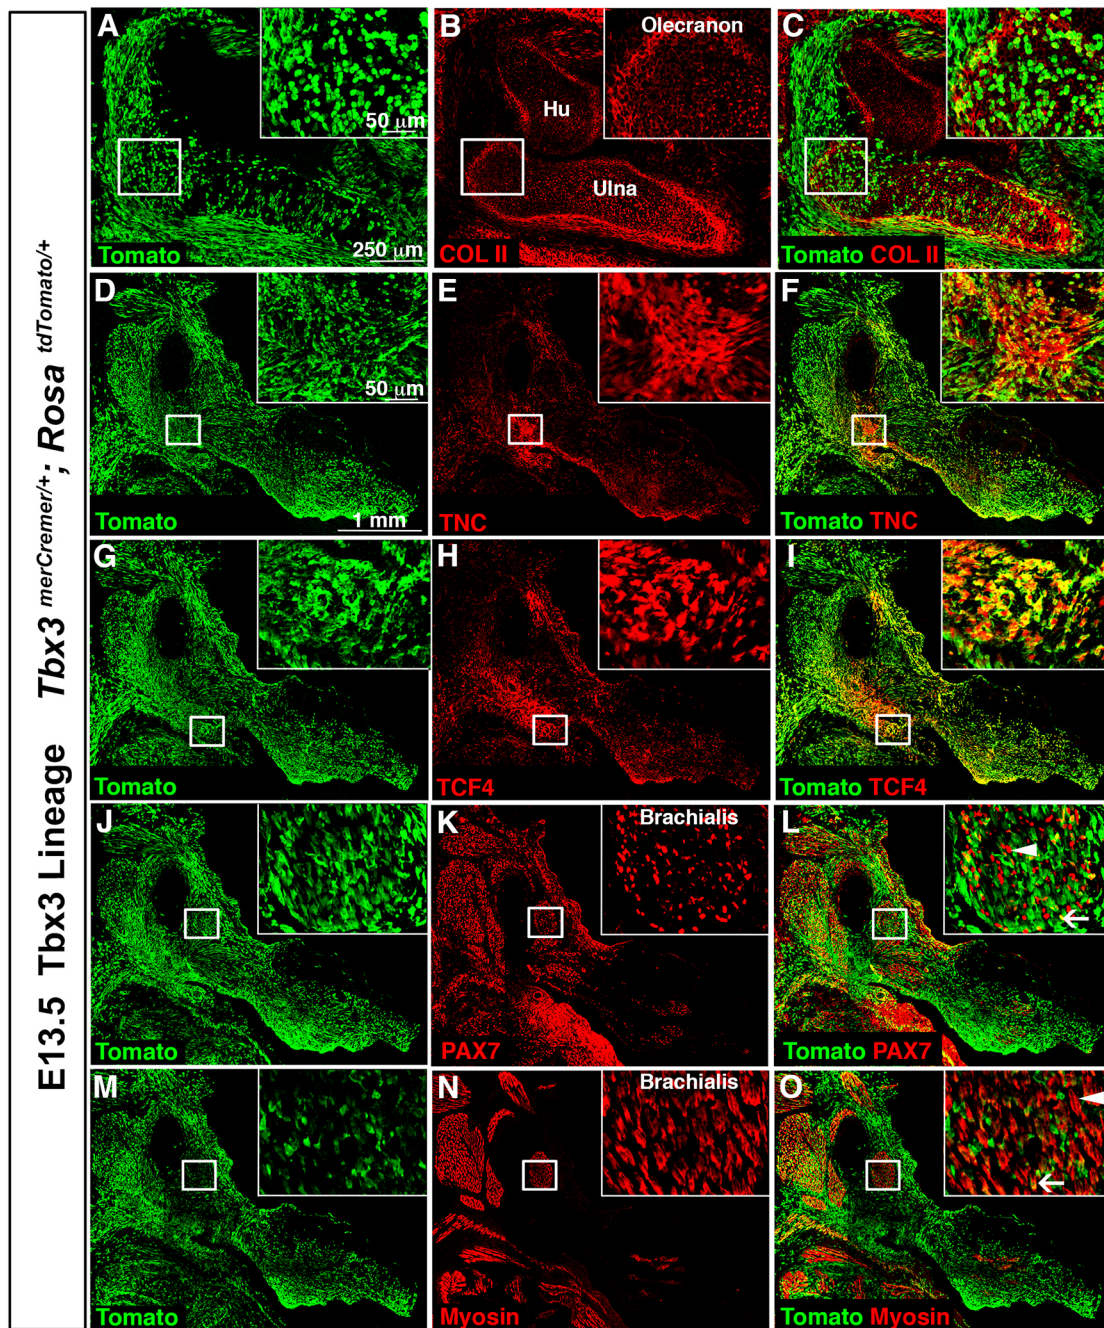 E13.5 Tbx3 Lineage Tbx3 merCremer/+; Rosa tdTomato/+
A
50 µm
250 µm
Tomato
B
Olecranon
Hu
Ulna
COL II
C
Tomato COL II
D
50 µm
1 mm
Tomato
E
TNC
F
Tomato TNC
G
Tomato
H
TCF4
I
Tomato TCF4
J
Tomato
K
Brachialis
PAX7
L
Tomato PAX7
M
Tomato
N
Brachialis
Myosin
O
Tomato Myosin